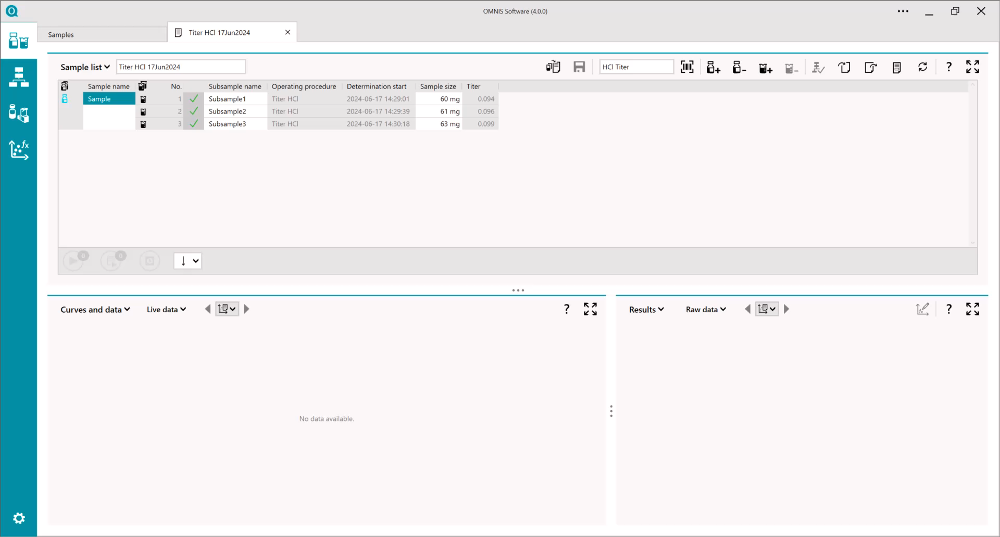 OMNIS Software (4.0.0)
Samples
Titer HCl 17Jun2024
Sample list
Titer HCl 17Jun2024
HCl Titer
?
Sample name No. Subsample name Operating procedure Determination start Sample size Titer
Sample 1 Subsample1 Titer HCl 2024-06-17 14:29:01 60 mg 0.094
2 Subsample2 Titer HCl 2024-06-17 14:29:39 61 mg 0.096
3 Subsample3 Titer HCl 2024-06-17 14:30:18 63 mg 0.099
0 0
Curves and data Live data ?
Results Raw data ?
No data available.